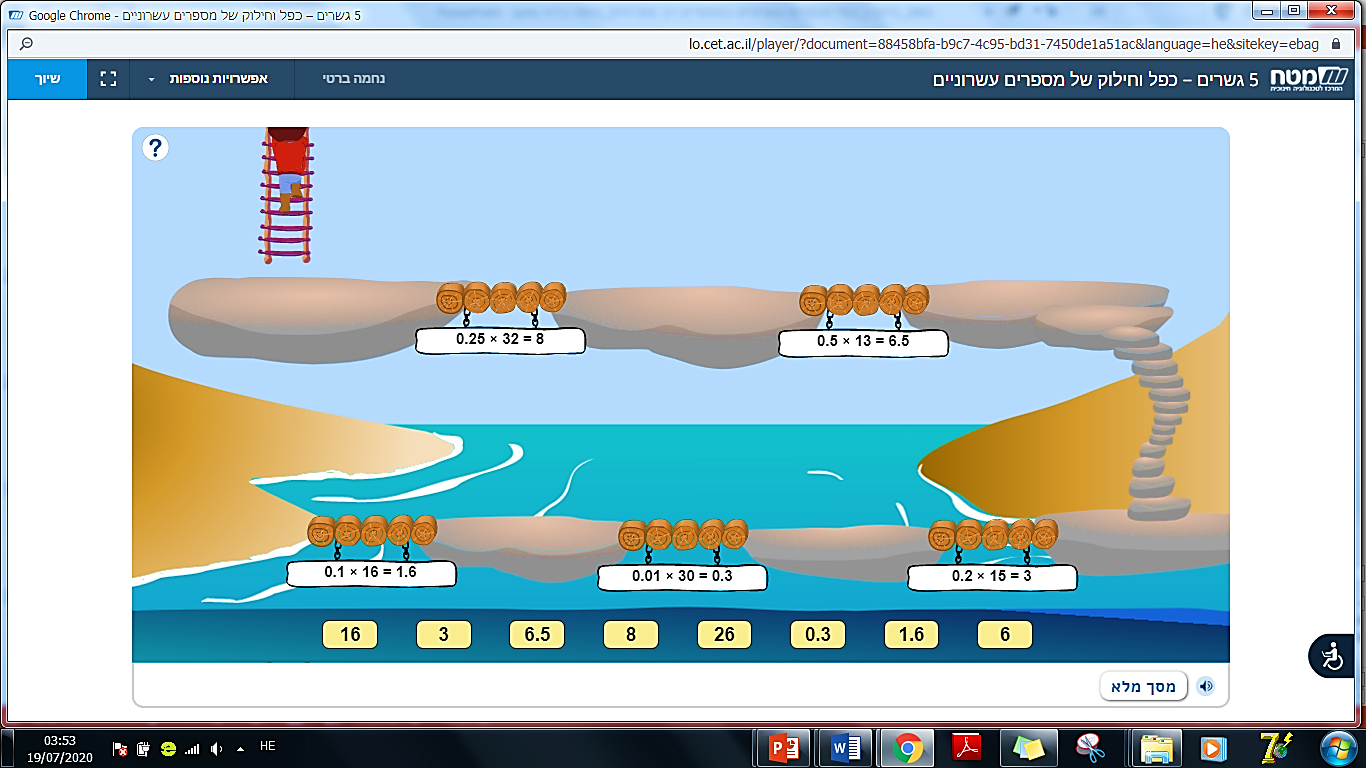 5 גשרים – כפל וחילוק של מספרים עשרוניים - Google Chrome
lo.cet.ac.il/player/?document=88458bfa-b9c7-4c95-bd31-7450de1a51ac&language=he&sitekey=ebag
מטח
המרכז לטכנולוגיה חינוכית
5 גשרים – כפל וחילוק של מספרים עשרוניים
נחמה ברטי
אפשרויות נוספות
שיוך
?
0.25 × 32 = 8
0.5 × 13 = 6.5
0.1 × 16 = 1.6
0.01 × 30 = 0.3
0.2 × 15 = 3
16 3 6.5 8 26 0.3 1.6 6
מסך מלא
03:53
19/07/2020
HE